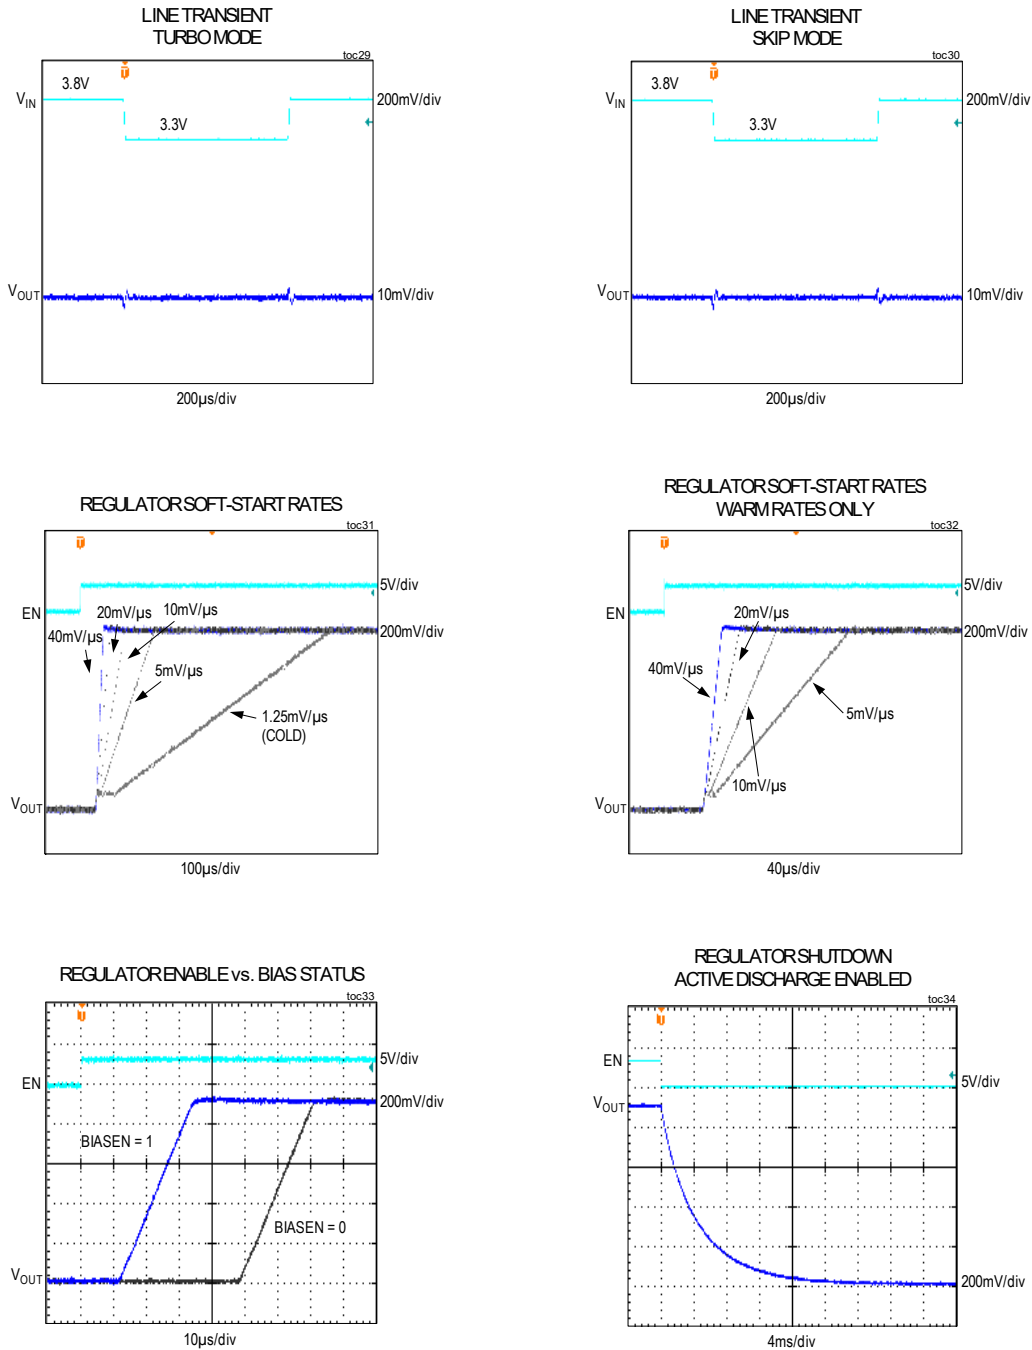 LINE TRANSIENT
TURBO MODE
toc29
3.8V
VIN
200mV/div
3.3V
VOUT
10mV/div
200µs/div
LINE TRANSIENT
SKIP MODE
toc30
3.8V
VIN
200mV/div
3.3V
VOUT
10mV/div
200µs/div
REGULATOR SOFT-START RATES
toc31
5V/div
EN
20mV/µs
10mV/µs
200mV/div
40mV/µs
5mV/µs
1.25mV/µs
(COLD)
VOUT
100µs/div
REGULATOR SOFT-START RATES
WARM RATES ONLY
toc32
5V/div
EN
20mV/µs
200mV/div
40mV/µs
5mV/µs
10mV/µs
VOUT
40µs/div
REGULATOR ENABLE vs. BIAS STATUS
toc33
5V/div
EN
200mV/div
BIASEN = 1
BIASEN = 0
VOUT
10µs/div
REGULATOR SHUTDOWN
ACTIVE DISCHARGE ENABLED
toc34
EN
5V/div
VOUT
200mV/div
4ms/div